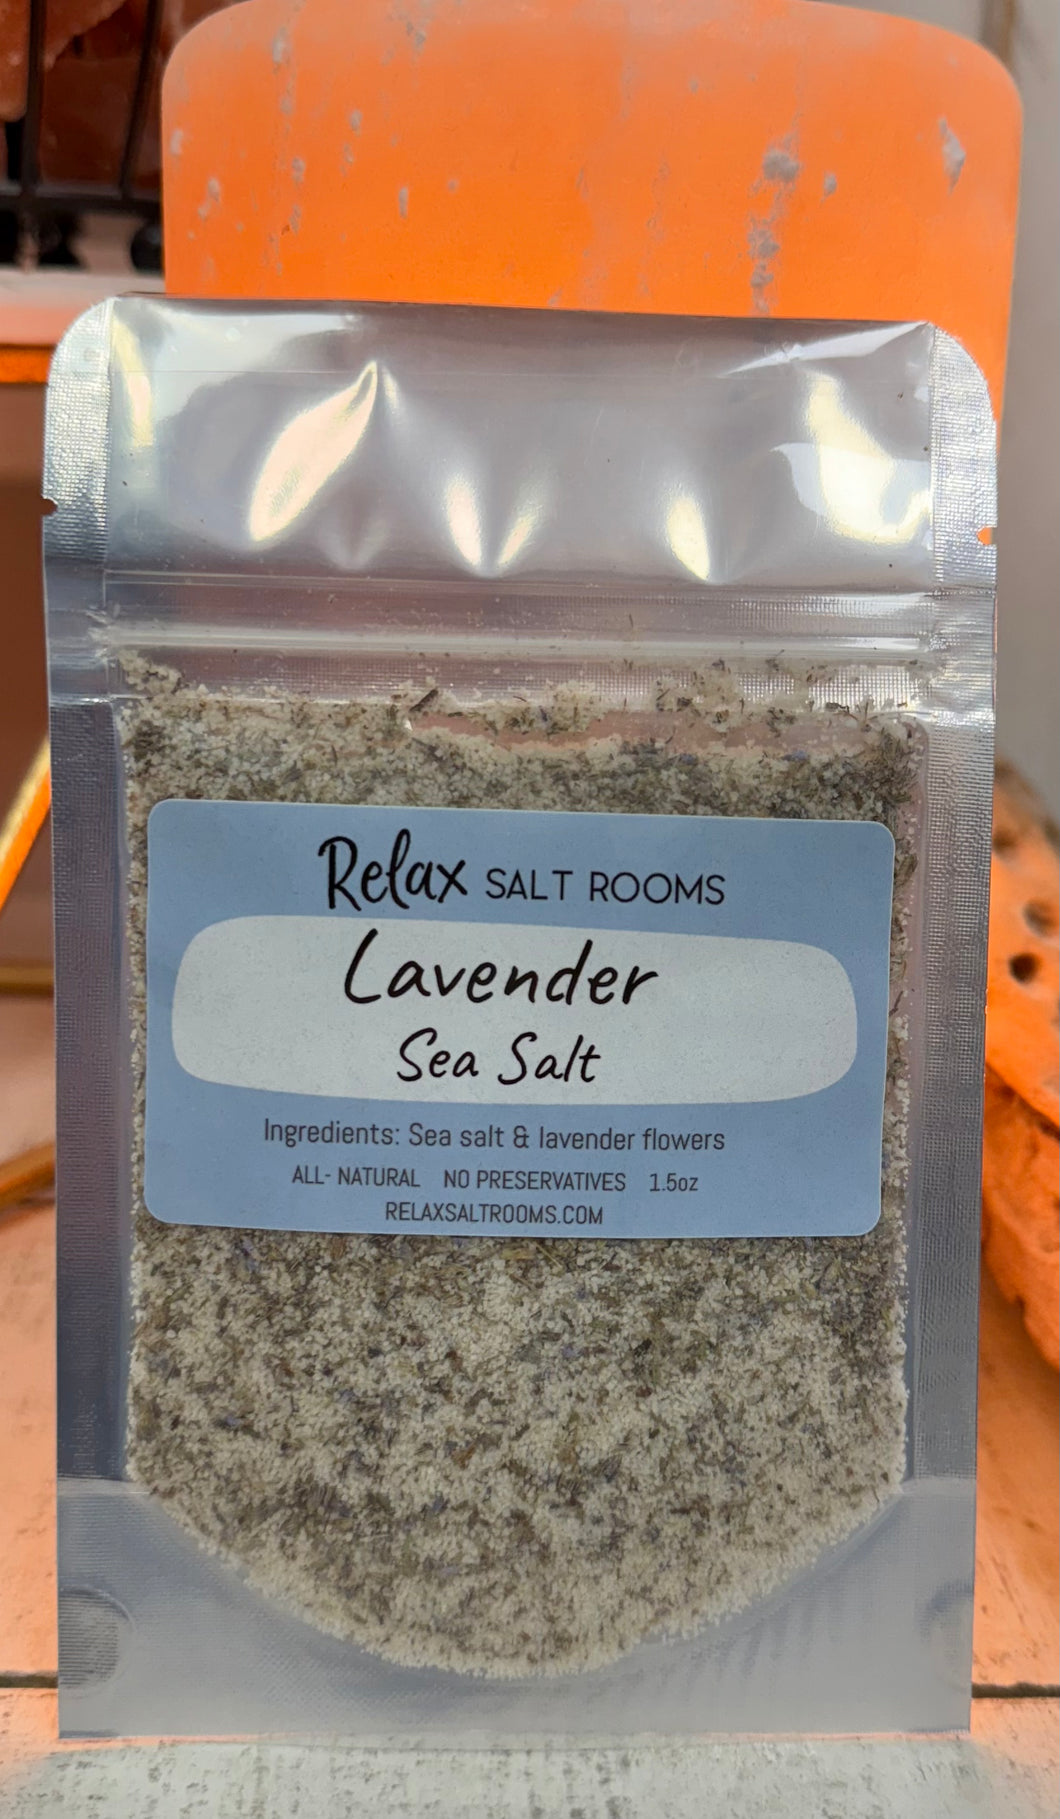 Relax SALT ROOMS
Lavender
Sea Salt
Ingredients: Sea salt & lavender flowers
ALL- NATURAL NO PRESERVATIVES 1.5oz
RELAXSALTROOMS.COM